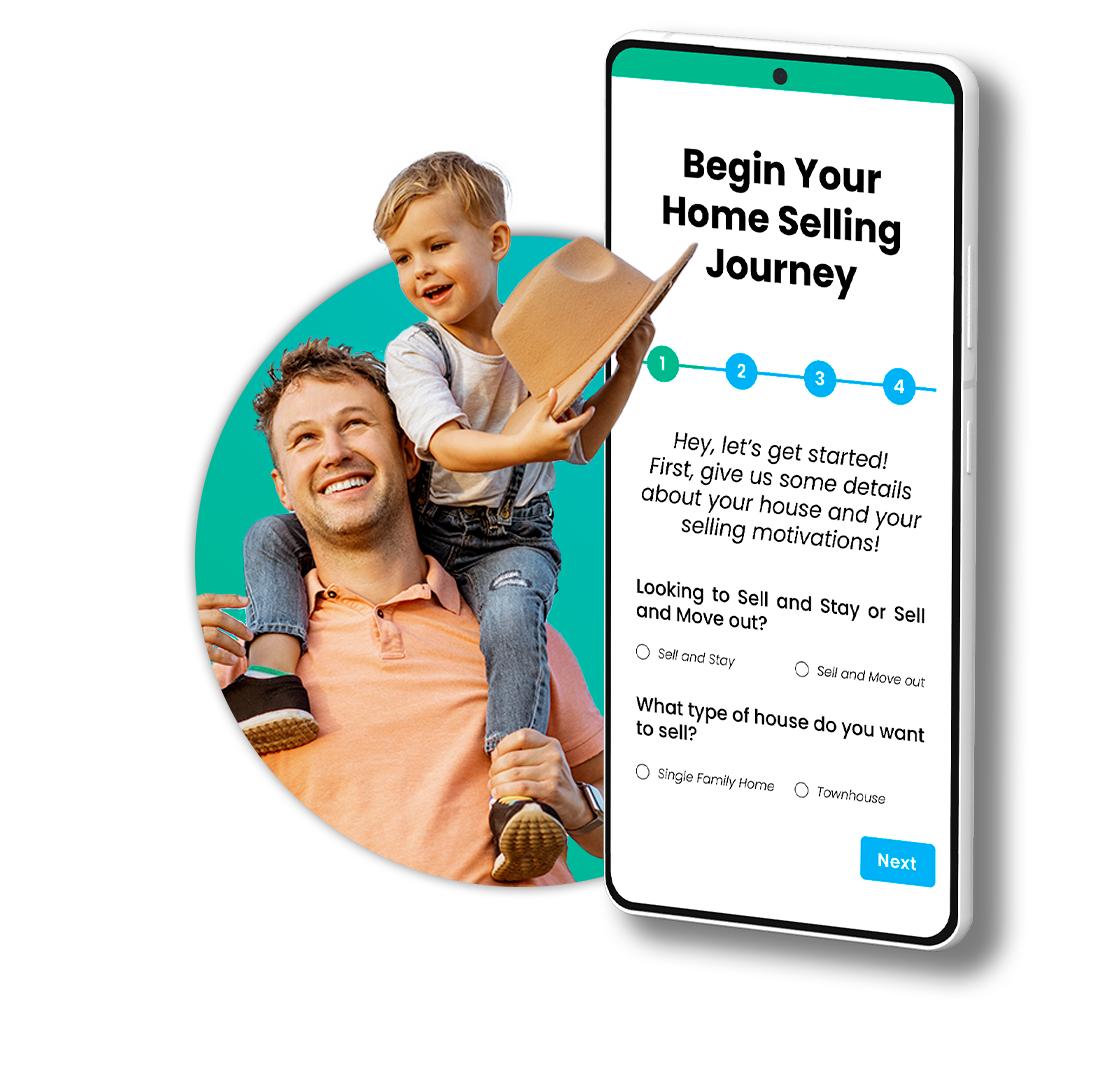 Begin Your
Home Selling
Journey
1 2 3 4
Hey, let's get started!
First, give us some details
about your house and your
selling motivations!
Looking to Sell and Stay or Sell
and Move out?
Sell and Stay Sell and Move out
What type of house do you want
to sell?
Single Family Home Townhouse
Next